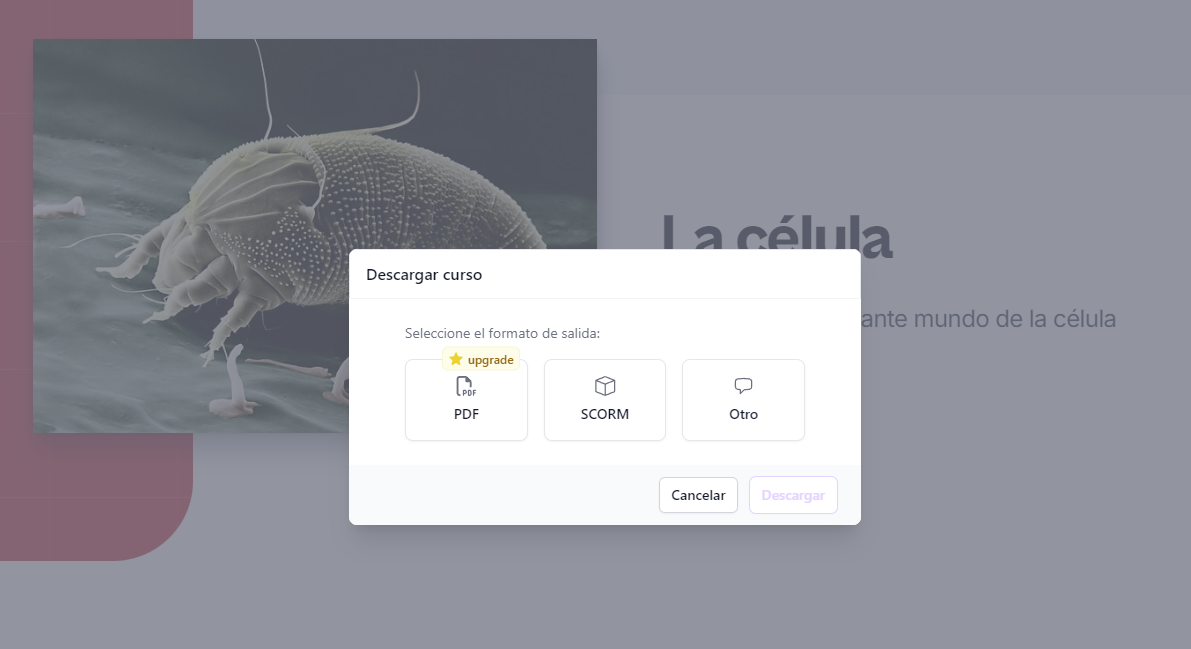 La célula
Descargar curso
ante mundo de la célula
Seleccione el formato de salida:
upgrade
PDF
PDF
SCORM
Otro
Cancelar
Descargar